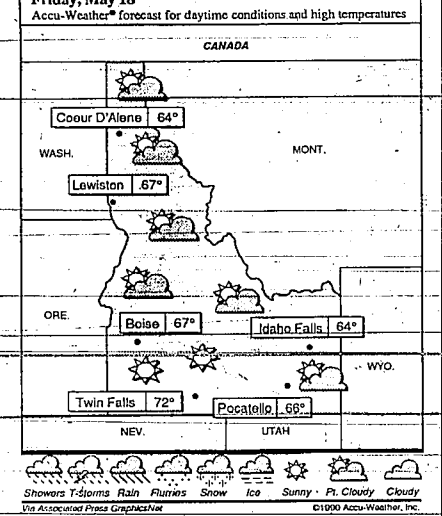 Friday, May 18
Accu-Weather® forecast for daytime conditions and high temperatures
CANADA
Coeur D'Alene 64°
WASH.
MONT.
Lewiston 67°
ORE.
Boise 67°
Idaho Falls 64°
WYO.
Twin Falls 72°
Pocatello 66°
NEV.
UTAH
Showers T-storms Rain Flurries Snow Ice Sunny Pt. Cloudy Cloudy
Via Associated Press GraphicsNet
©1990 Accu-Weather, Inc.